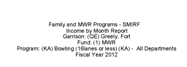 Family and MWR Programs - SMIRF
Income by Month Report
Garrison: (QE) Greely, Fort
Fund: (1) MWR
Program: (KA) Bowling (16lanes or less) (KA) - All Departments
Fiscal Year 2012